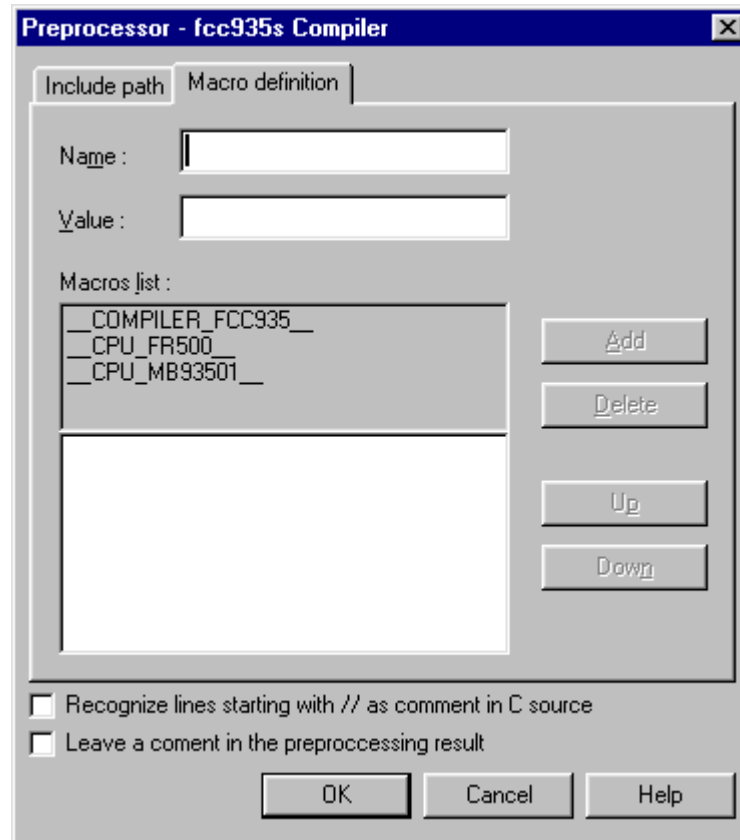 Preprocessor - fcc935s Compiler
Include path
Macro definition
Name :
Value :
Macros list :
__COMPILER_FCC935__
__CPU_FR500__
__CPU_MB93501__
Add
Delete
Up
Down
Recognize lines starting with // as comment in C source
Leave a coment in the preproccessing result
OK
Cancel
Help